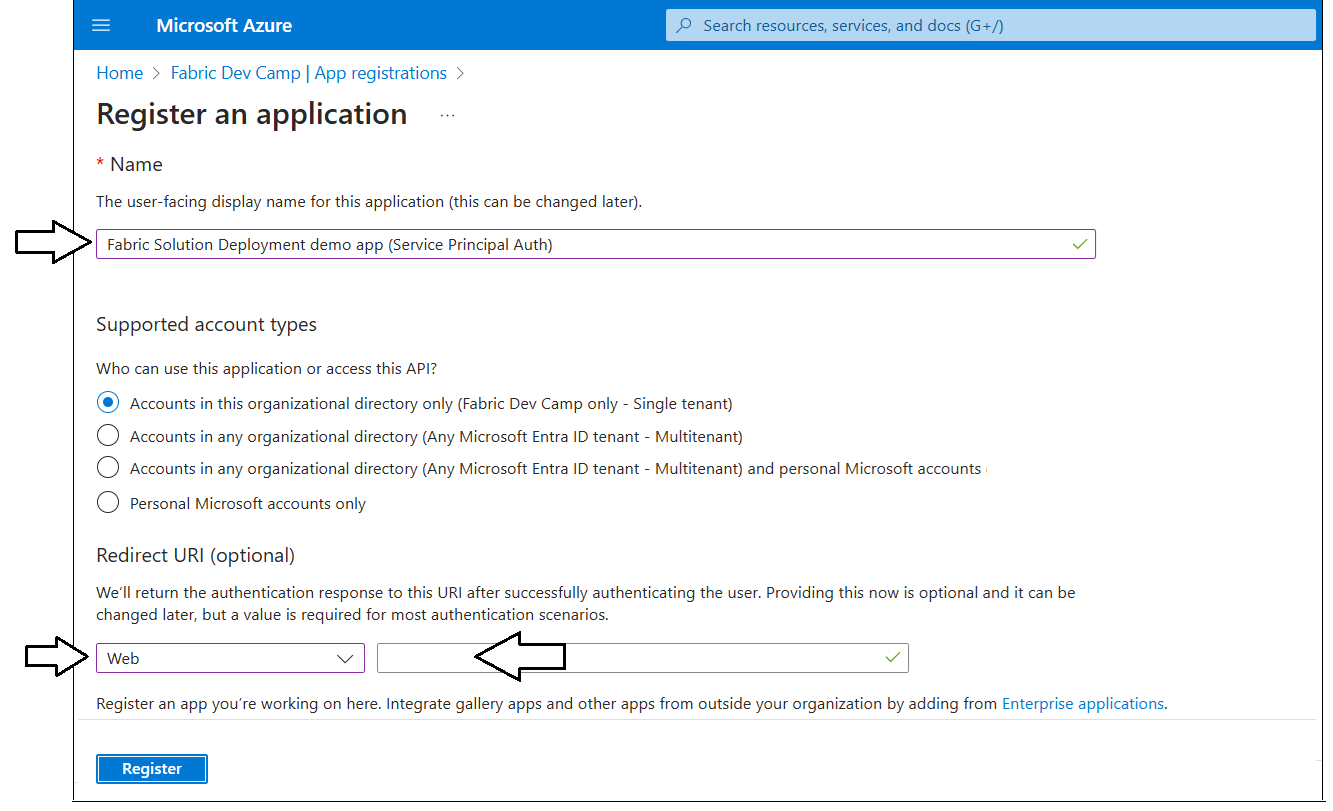 Microsoft Azure
Search resources, services, and docs (G+/)
Home > Fabric Dev Camp | App registrations >
Register an application ...
* Name
The user-facing display name for this application (this can be changed later).
Fabric Solution Deployment demo app (Service Principal Auth)
Supported account types
Who can use this application or access this API?
Accounts in this organizational directory only (Fabric Dev Camp only - Single tenant)
Accounts in any organizational directory (Any Microsoft Entra ID tenant - Multitenant)
Accounts in any organizational directory (Any Microsoft Entra ID tenant - Multitenant) and personal Microsoft accounts
Personal Microsoft accounts only
Redirect URI (optional)
We'll return the authentication response to this URI after successfully authenticating the user. Providing this now is optional and it can be
changed later, but a value is required for most authentication scenarios.
Web
Register an app you're working on here. Integrate gallery apps and other apps from outside your organization by adding from Enterprise applications.
Register